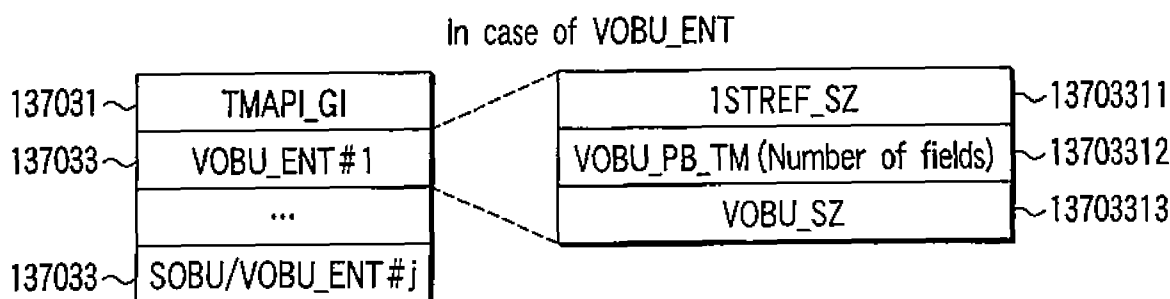 In case of VOBU_ENT
137031 TMAPI_GI
137033 VOBU_ENT#1
...
137033 SOBU/VOBU_ENT#j
1STREF_SZ 13703311
VOBU_PB_TM (Number of fields) 13703312
VOBU_SZ 13703313